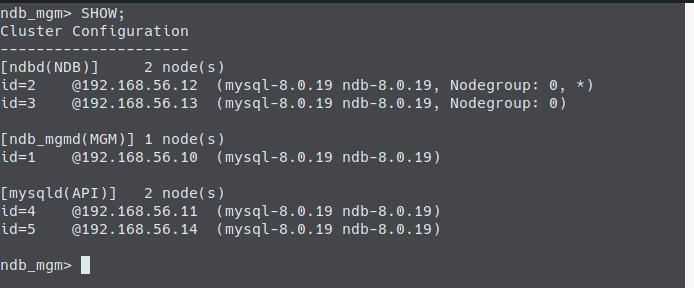 ndb_mgm> SHOW;
Cluster Configuration
---------------------
[ndbd(NDB)]     2 node(s)
id=2    @192.168.56.12  (mysql-8.0.19 ndb-8.0.19, Nodegroup: 0, *)
id=3    @192.168.56.13  (mysql-8.0.19 ndb-8.0.19, Nodegroup: 0)
[ndb_mgmd(MGM)] 1 node(s)
id=1    @192.168.56.10  (mysql-8.0.19 ndb-8.0.19)
[mysqld(API)]   2 node(s)
id=4    @192.168.56.11  (mysql-8.0.19 ndb-8.0.19)
id=5    @192.168.56.14  (mysql-8.0.19 ndb-8.0.19)
ndb_mgm>